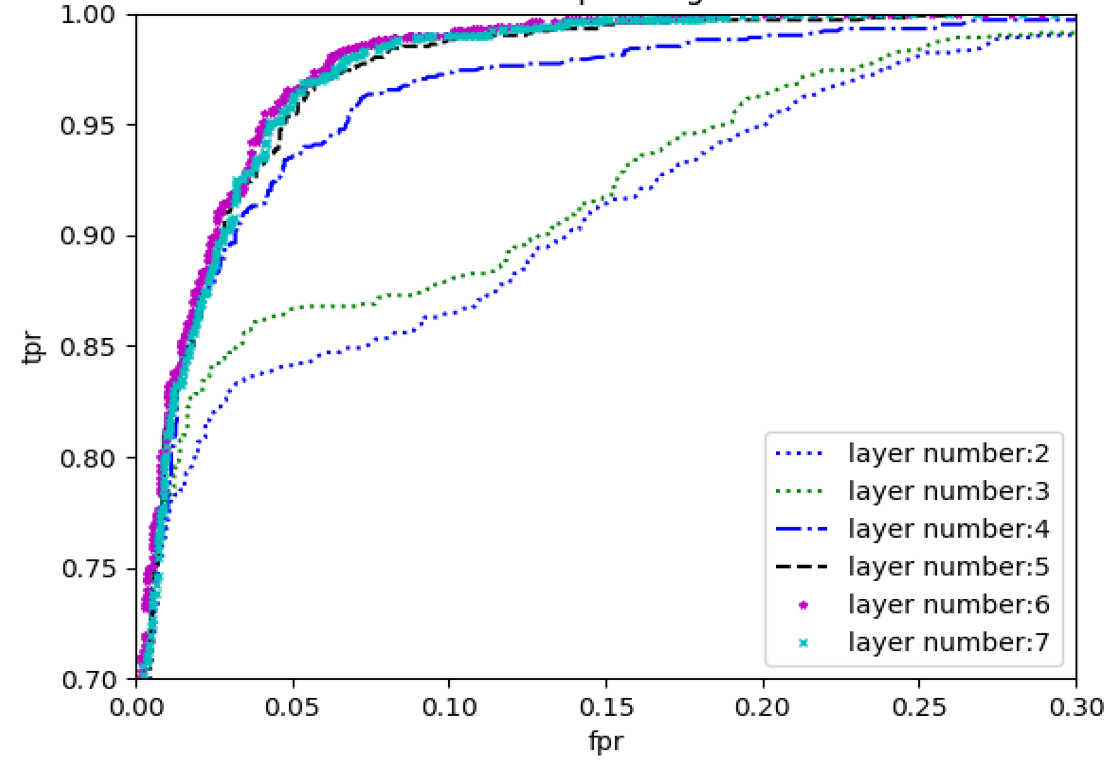 1.00
0.95
0.90
0.85
0.80
0.75
0.70
tpr
0.00 0.05 0.10 0.15 0.20 0.25 0.30
fpr
layer number:2
layer number:3
layer number:4
layer number:5
layer number:6
layer number:7